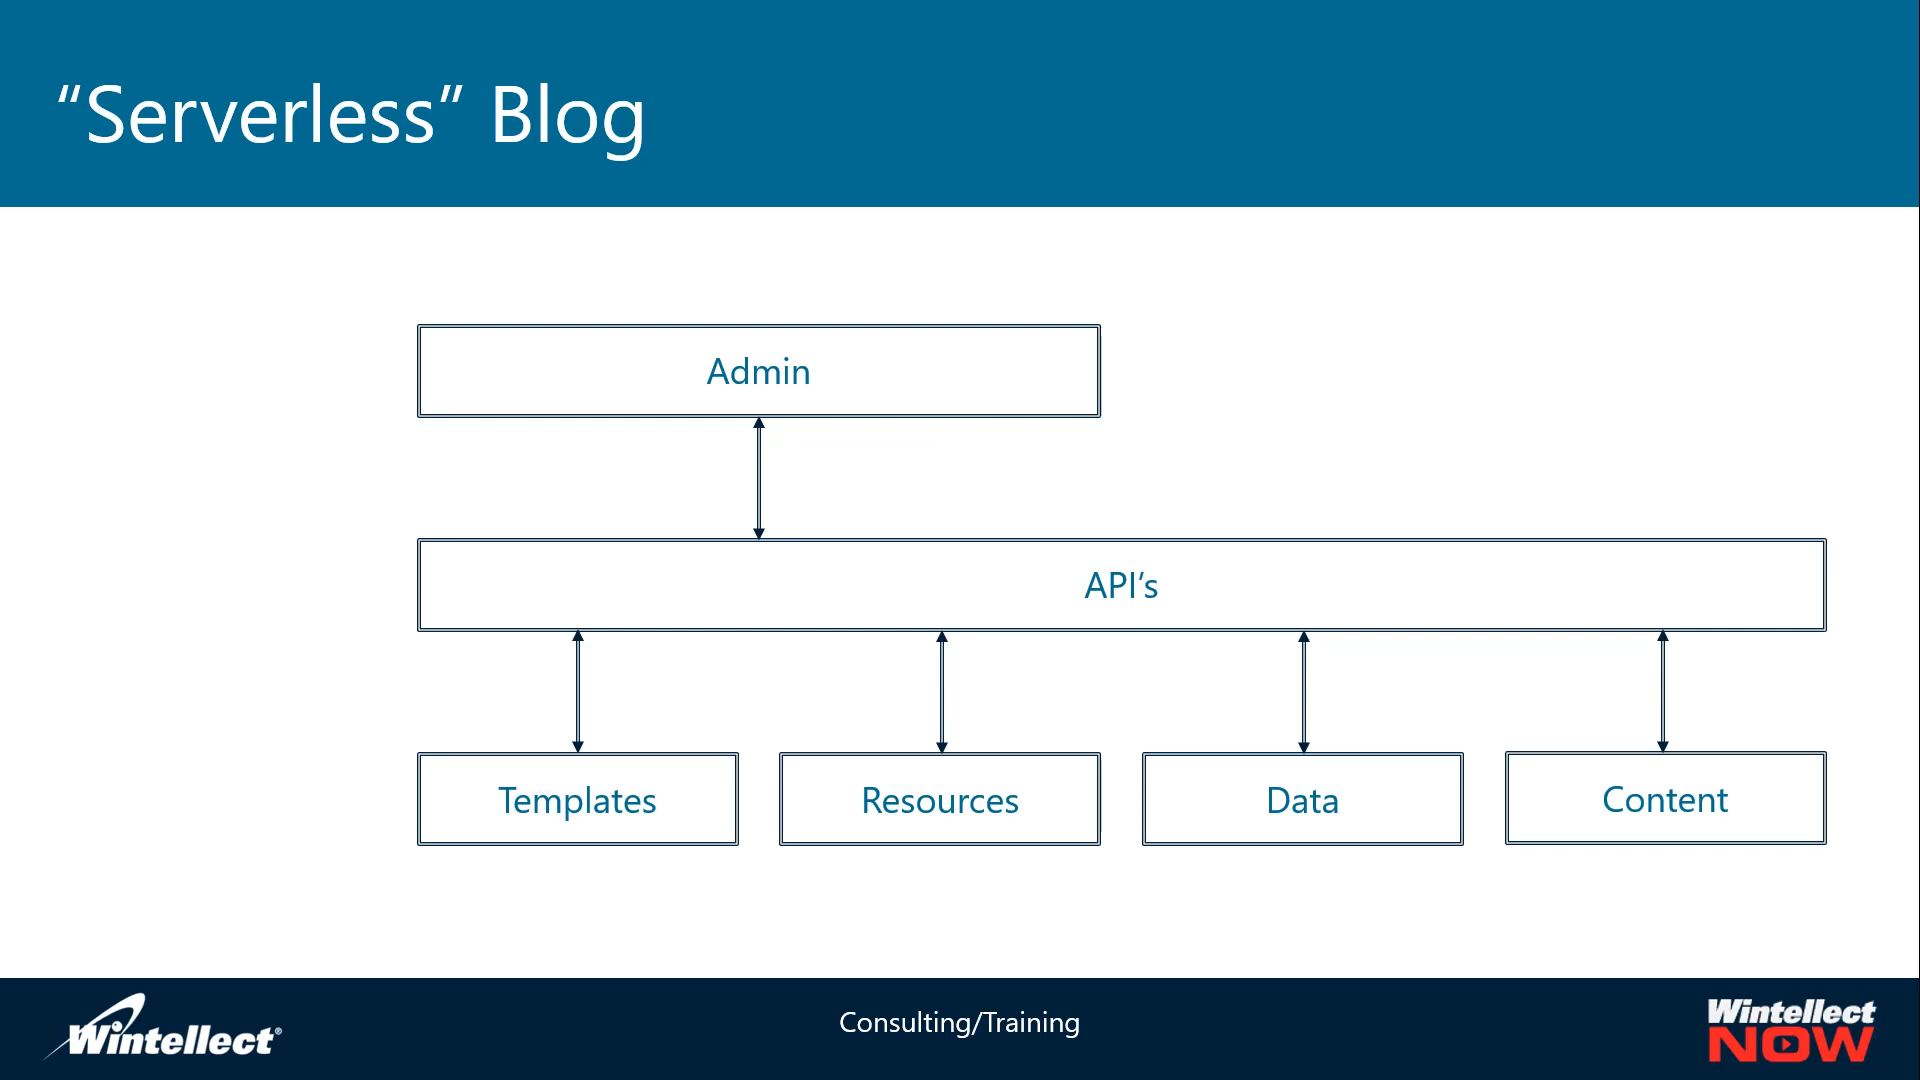 “Serverless” Blog
Admin
API’s
Templates
Resources
Data
Content
Wintellect®
Consulting/Training
Wintellect
NOW